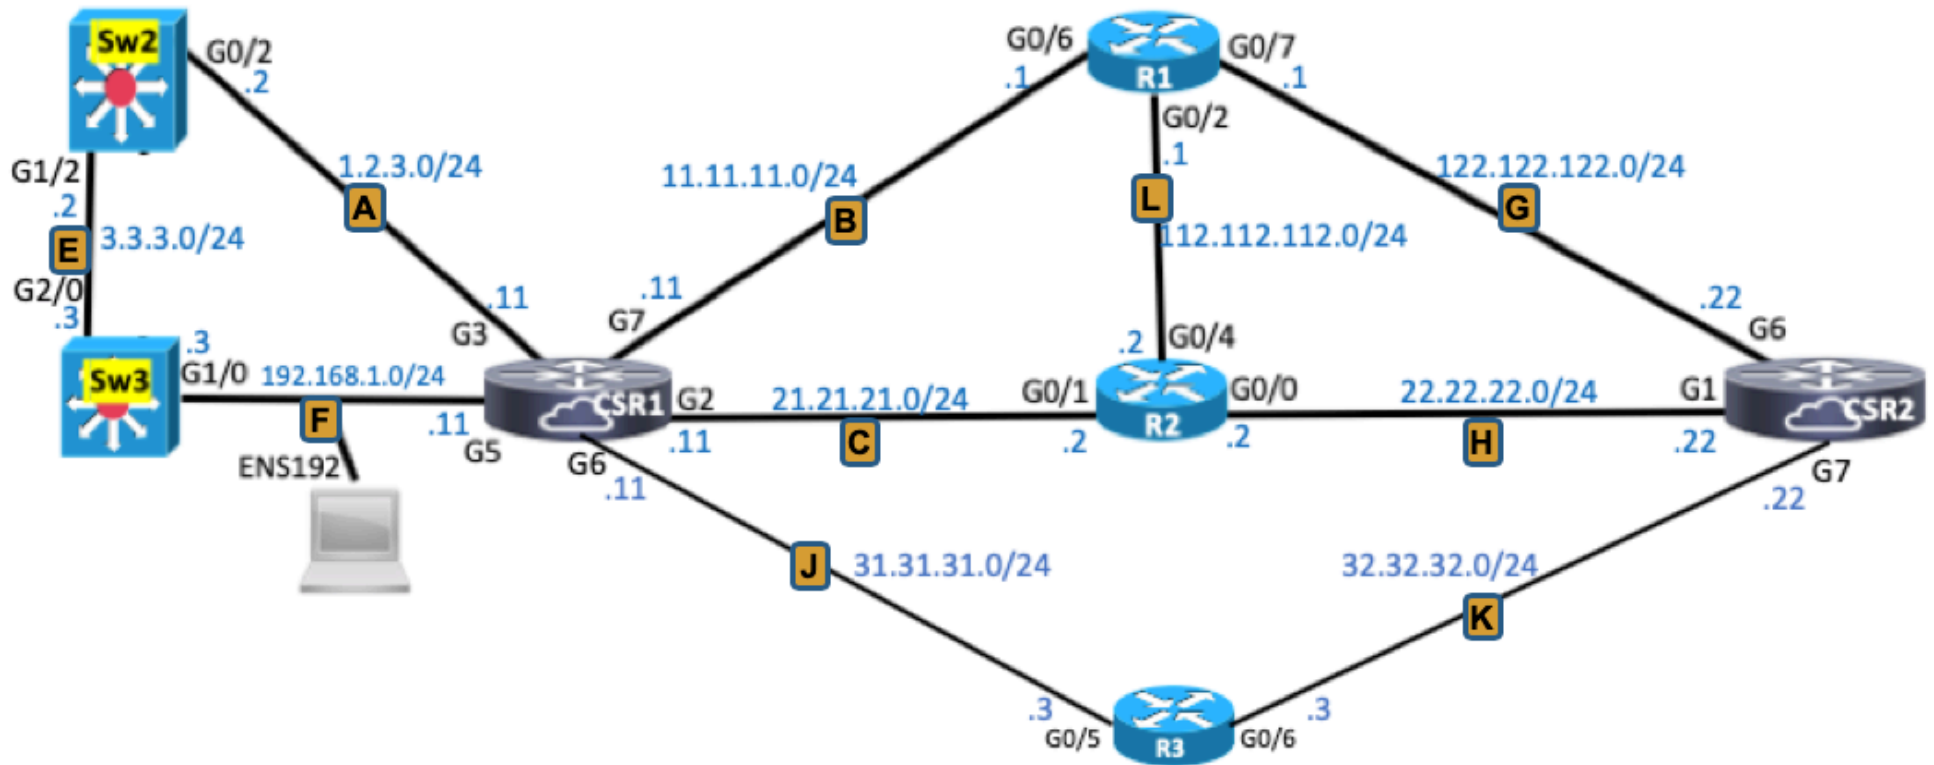 Sw2
G0/2
.2
G0/6
.1
R1
G0/7
.1
G0/2
.1
G1/2
.2
1.2.3.0/24
A
11.11.11.0/24
B
L
122.122.122.0/24
G
E
3.3.3.0/24
112.112.112.0/24
G2/0
.3
.11
G3
.11
G7
.2
G0/4
.22
G6
Sw3
.3
G1/0
192.168.1.0/24
F
.11
G5
CSR1
G2
.11
21.21.21.0/24
C
G0/1
.2
R2
G0/0
.2
22.22.22.0/24
H
G1
.22
CSR2
ENS192
G6
.11
G7
.22
J
31.31.31.0/24
32.32.32.0/24
K
.3
G0/5
R3
.3
G0/6